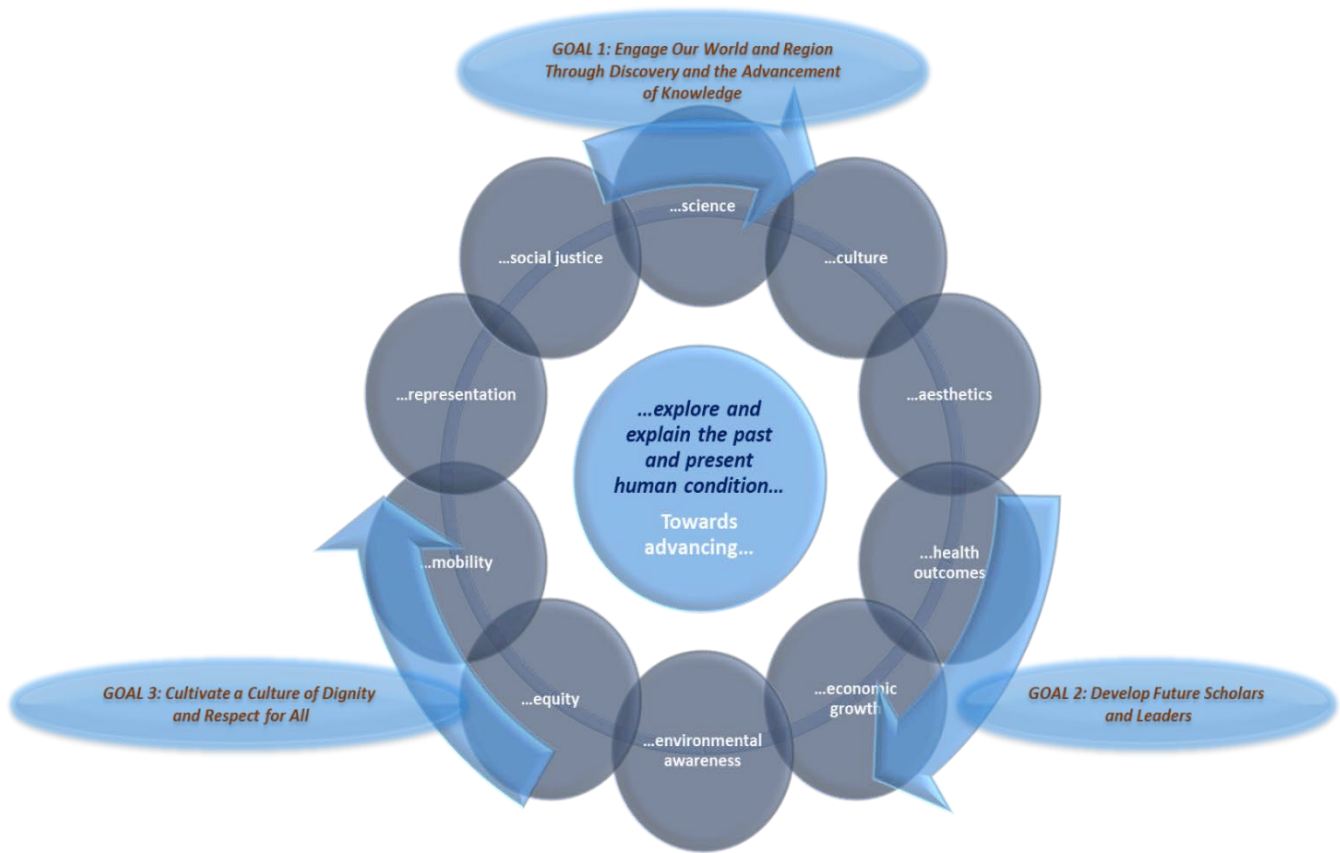 GOAL 1: Engage Our World and Region
Through Discovery and the Advancement
of Knowledge
...science
...culture
...aesthetics
...health
outcomes
...economic
growth
...environmental
awareness
...equity
...mobility
...representation
...social justice
...explore and
explain the past
and present
human condition...
Towards
advancing...
GOAL 2: Develop Future Scholars
and Leaders
GOAL 3: Cultivate a Culture of Dignity
and Respect for All